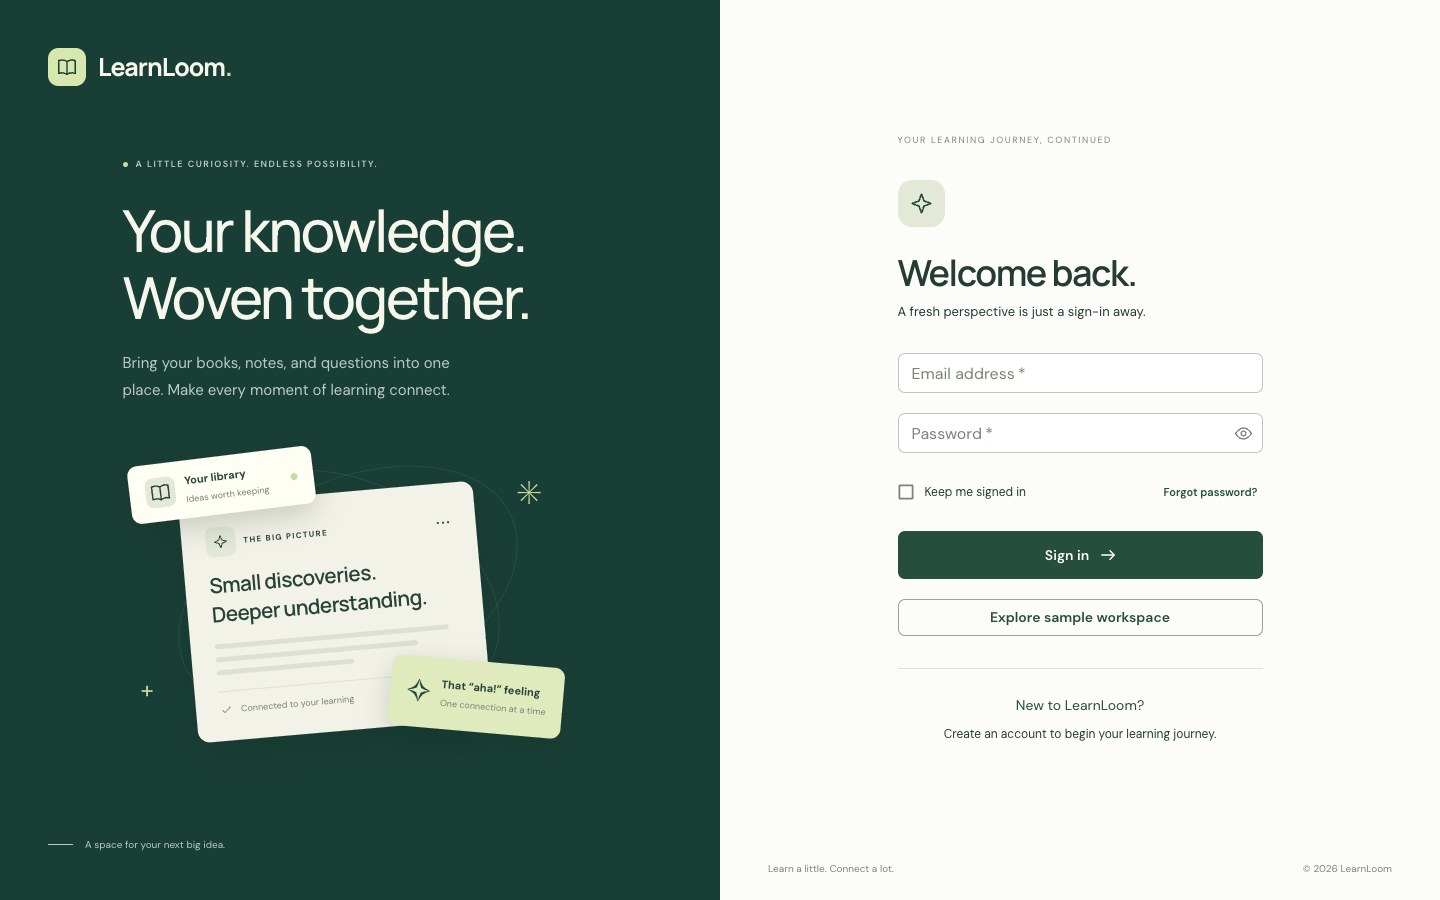 LearnLoom.
A LITTLE CURIOSITY. ENDLESS POSSIBILITY.
Your knowledge.
Woven together.
Bring your books, notes, and questions into one
place. Make every moment of learning connect.
Your library
Ideas worth keeping
THE BIG PICTURE
Small discoveries.
Deeper understanding.
Connected to your learning
That “aha!” feeling
One connection at a time
A space for your next big idea.
YOUR LEARNING JOURNEY, CONTINUED
Welcome back.
A fresh perspective is just a sign-in away.
Email address *
Password *
Keep me signed in
Forgot password?
Sign in
Explore sample workspace
New to LearnLoom?
Create an account to begin your learning journey.
Learn a little. Connect a lot.
© 2026 LearnLoom